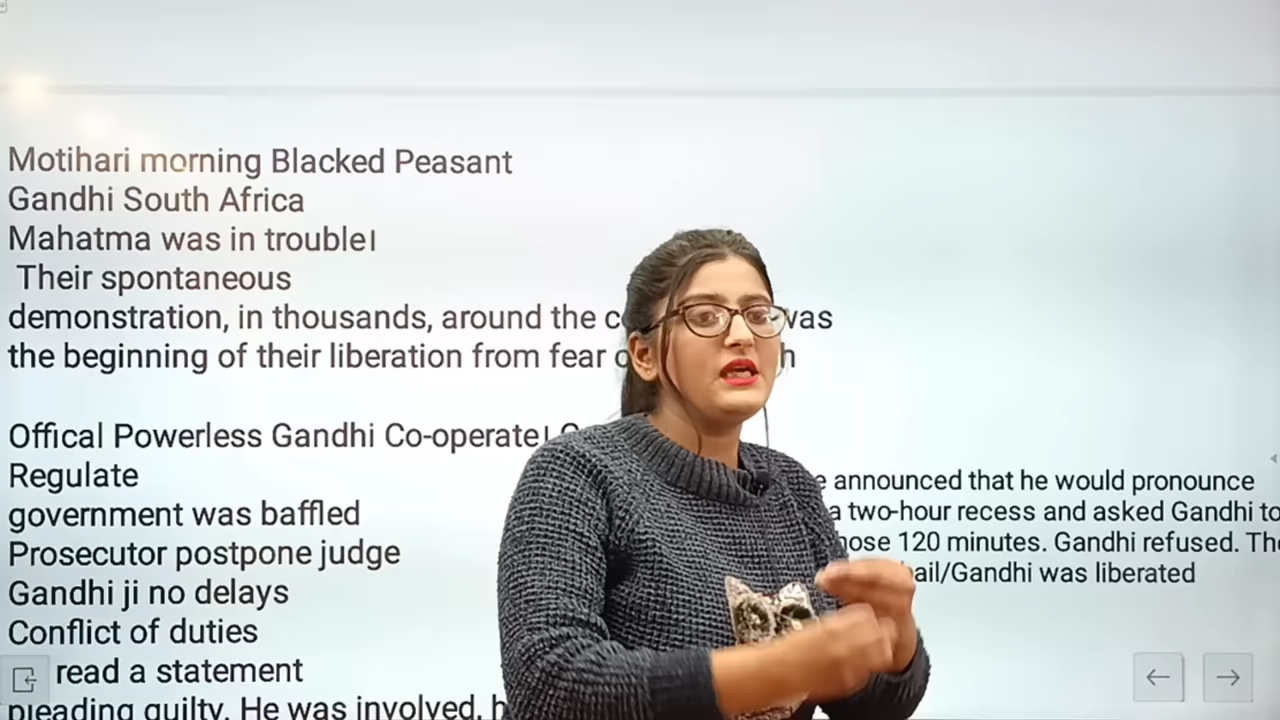 Motihari morning Blacked Peasant
Gandhi South Africa
Mahatma was in trouble।
Their spontaneous
demonstration, in thousands, around the was
the beginning of their liberation from fear
Offical Powerless Gandhi Co-operate।
Regulate
government was baffled
Prosecutor postpone judge
Gandhi ji no delays
Conflict of duties
read a statement
pleading guilty. He was involved,
announced that he would pronounce
a two-hour recess and asked Gandhi to
120 minutes. Gandhi refused.
bail/Gandhi was liberated